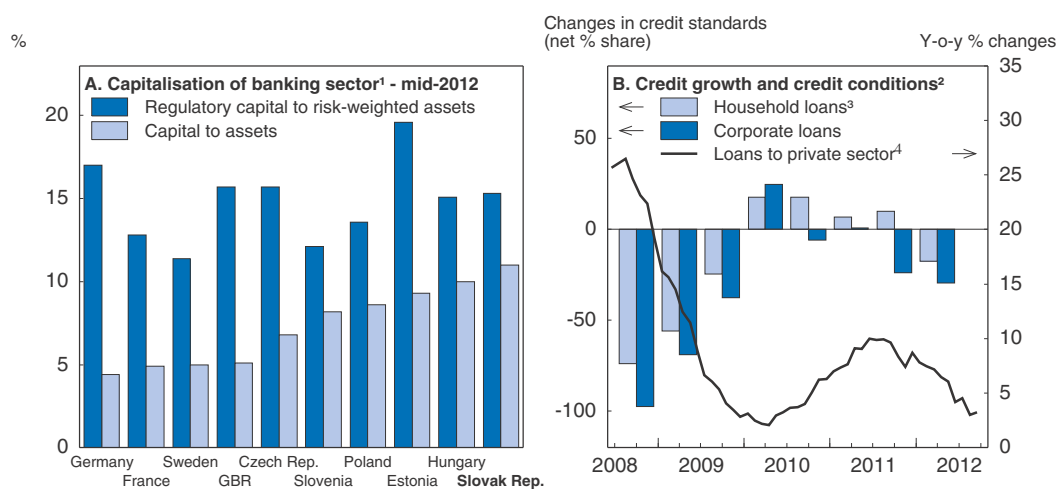 Changes in credit standards
% (net % share) Y-o-y % changes
A. Capitalisation of banking sector¹ - mid-2012
Regulatory capital to risk-weighted assets
Capital to assets
20
15
10
5
0
Germany Sweden Czech Rep. Poland Hungary
France GBR Slovenia Estonia Slovak Rep.
B. Credit growth and credit conditions²
Household loans³
Corporate loans
Loans to private sector⁴
50
0
-50
-100
35
30
25
20
15
10
5
0
2008 2009 2010 2011 2012